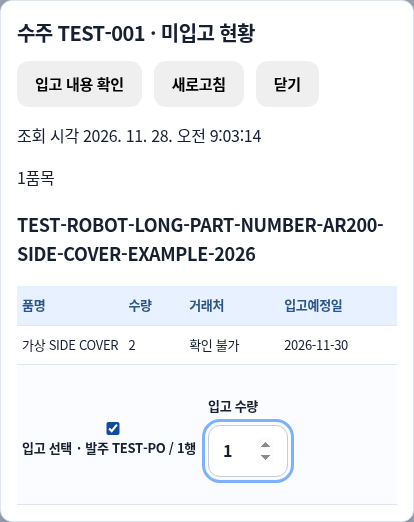 수주 TEST-001 · 미입고 현황
입고 내용 확인 새로고침 닫기
조회 시각 2026. 11. 28. 오전 9:03:14
1품목
TEST-ROBOT-LONG-PART-NUMBER-AR200-
SIDE-COVER-EXAMPLE-2026
품명 수량 거래처 입고예정일
가상 SIDE COVER 2 확인 불가 2026-11-30
입고 수량
입고 선택 · 발주 TEST-PO / 1행 1